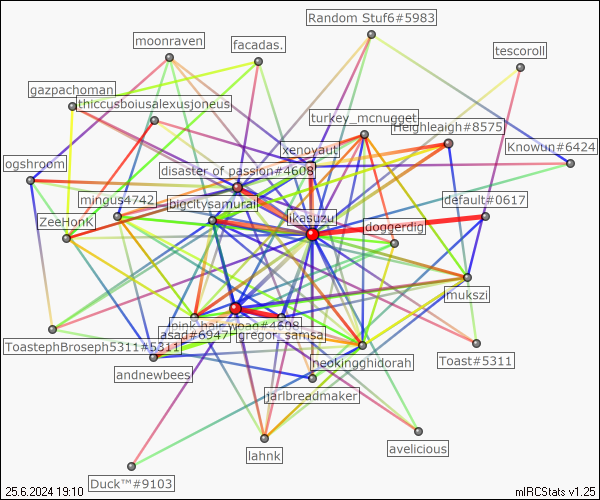 Random Stuf6#5983
moonraven
facadas.
tescoroll
gazpachoman
thiccusboiusalexusjoneus
turkey_mcnugget
Heighleaigh#8575
xenoyaut
Knowun#6424
ogshroom
disaster of passion#4608
mingus4742
bigcitysamurai
default#0617
likesuzu
ZeeHonK
doggerdig
mukszi
pink hair woag#4608
asad#6947
gregor_samsa
ToastephBroseph5311#5311
Toast#5311
neokingghidorah
andnewbees
jarlbreadmaker
avelicious
lahnk
Duck™#9103
25.6.2024 19:10
mIRCStats v1.25